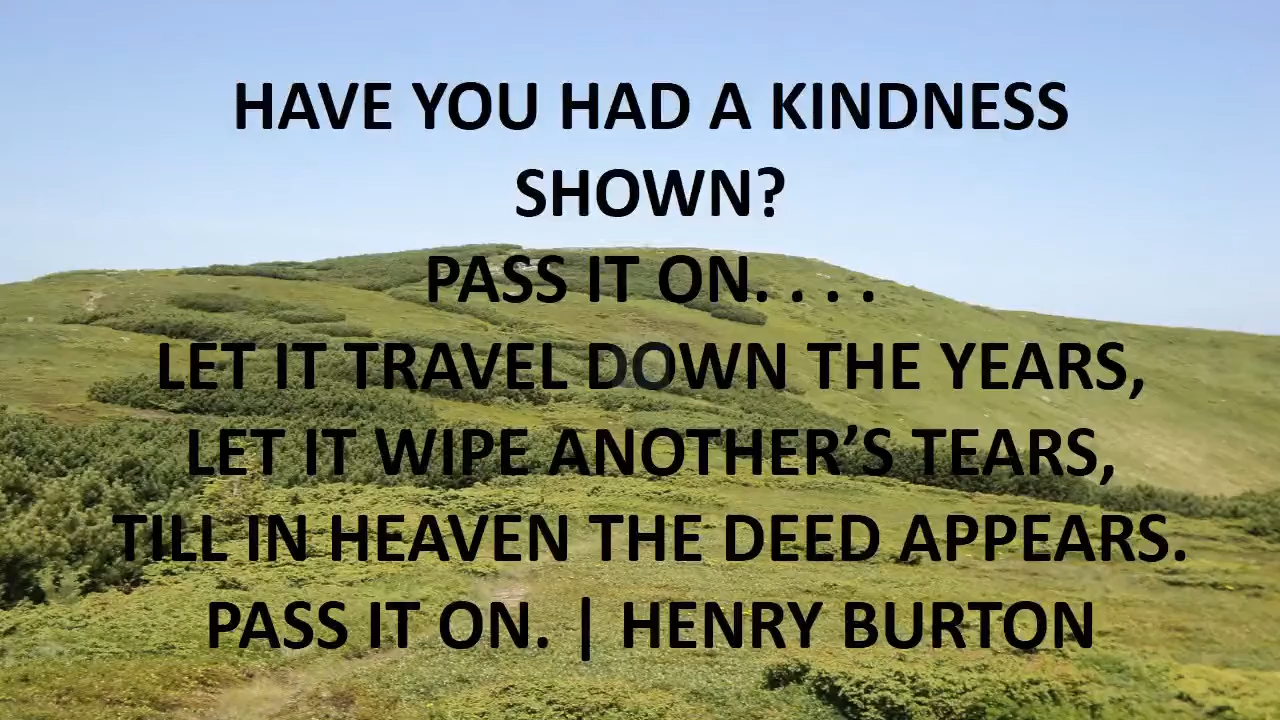 HAVE YOU HAD A KINDNESS
SHOWN?
PASS IT ON. . . .
LET IT TRAVEL DOWN THE YEARS,
LET IT WIPE ANOTHER’S TEARS,
TILL IN HEAVEN THE DEED APPEARS.
PASS IT ON. | HENRY BURTON